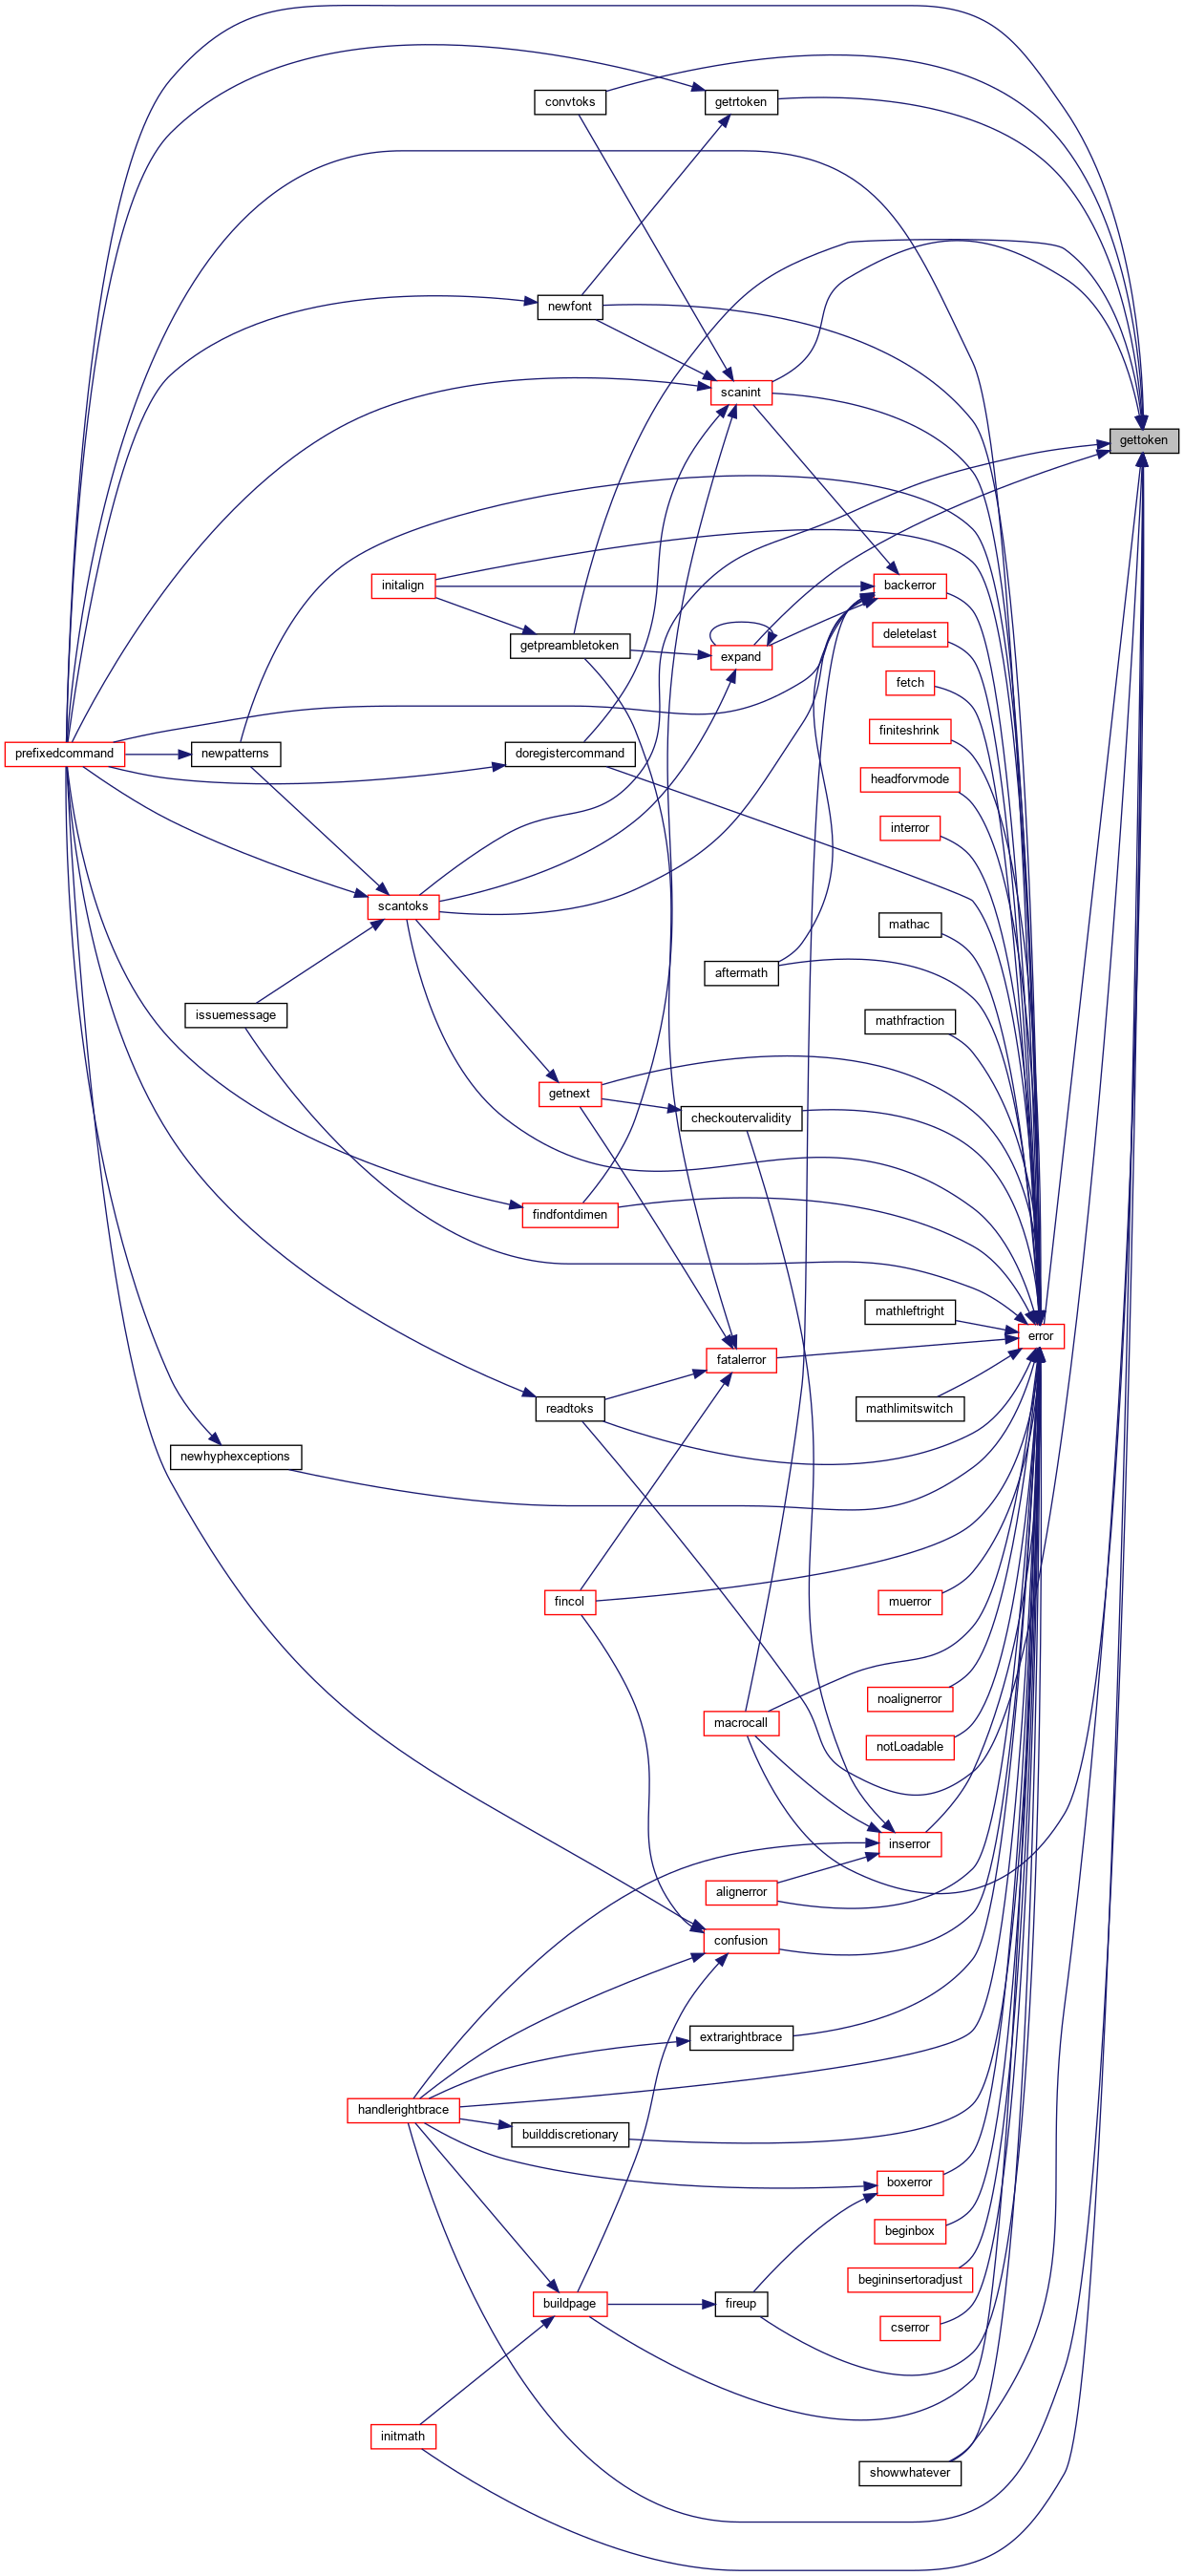 convtoks
getrtoken
newfont
scanint
gettoken
initalign
backerror
deletelast
getpreambletoken
expand
fetch
finiteshrink
prefixedcommand
newpatterns
doregistercommand
headforvmode
interror
scantoks
mathac
aftermath
issuemessage
mathfraction
getnext
checkoutervalidity
findfontdimen
mathleftright
error
fatalerror
readtoks
mathlimitswitch
newhyphexceptions
fincol
muerror
noalignerror
macrocall
notLoadable
inserror
alignerror
confusion
extrarightbrace
handlerightbrace
builddiscretionary
boxerror
beginbox
begininsertoradjust
buildpage
fireup
cserror
initmath
showwhatever